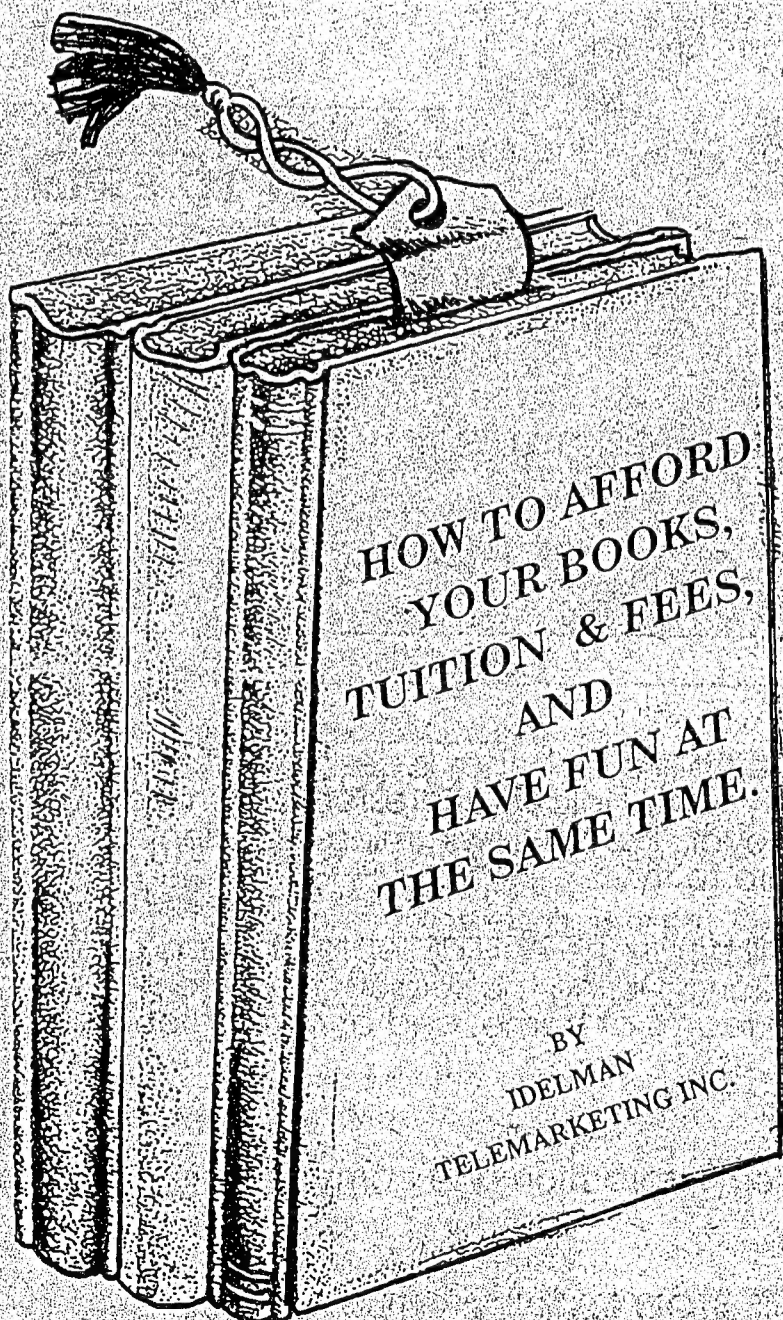 HOW TO AFFORD
YOUR BOOKS,
TUITION & FEES,
AND
HAVE FUN AT
THE SAME TIME.
BY
IDELMAN
TELEMARKETING INC.